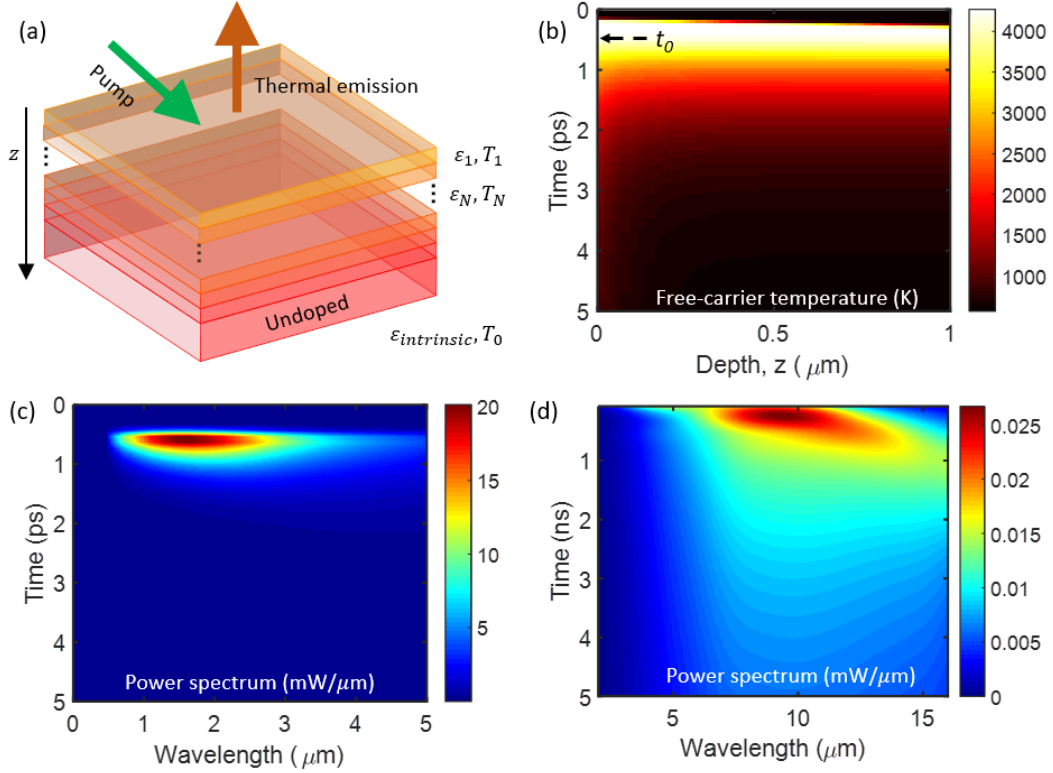 (a)
Pump
Thermal emission
z
ε₁, T₁
ε_N, T_N
Undoped
ε_intrinsic, T₀
(b)
0
1
2
3
4
5
Time (ps)
t₀
Free-carrier temperature (K)
0
0.5
1
Depth, z ( μm)
4000
3500
3000
2500
2000
1500
1000
(c)
0
1
2
3
4
5
Time (ps)
Power spectrum (mW/μm)
0
1
2
3
4
5
Wavelength ( μm)
20
15
10
5
(d)
0
1
2
3
4
5
Time (ns)
Power spectrum (mW/μm)
5
10
15
Wavelength ( μm)
0.025
0.02
0.015
0.01
0.005
0